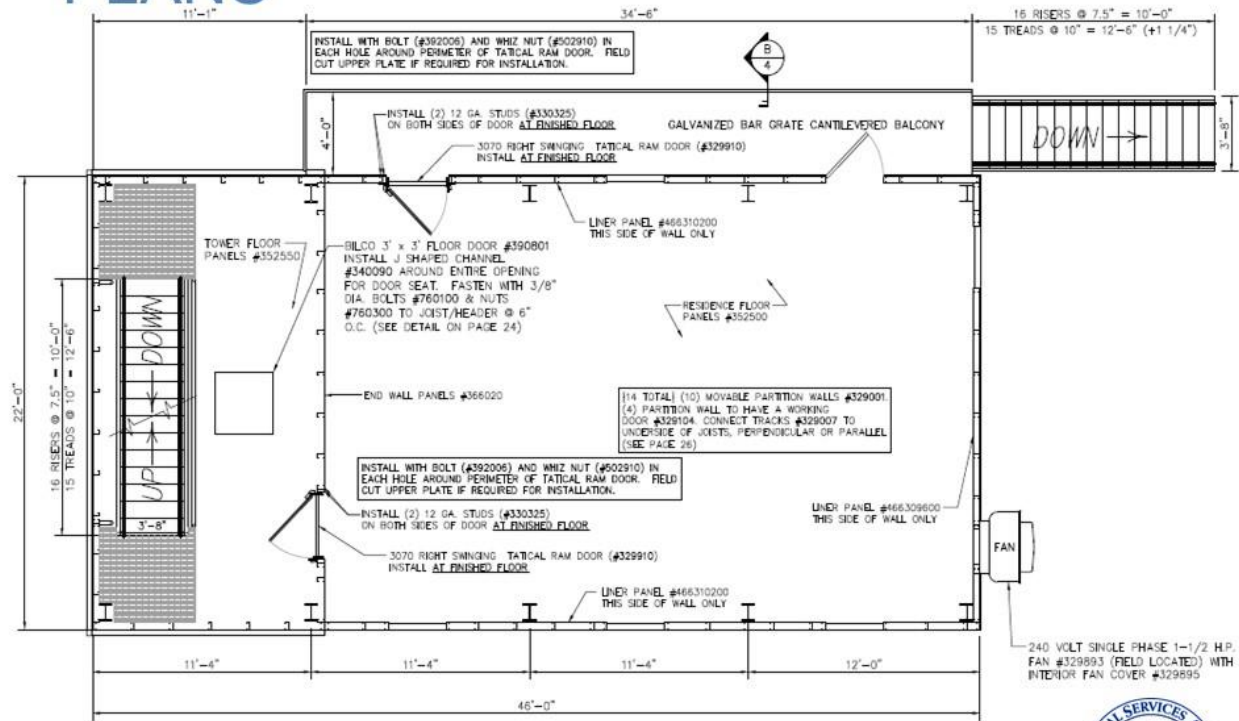 PLANS
11'-1"
34'-6"
16 RISERS @ 7.5" = 10'-0"
15 TREADS @ 10" = 12'-6" (+1 1/4")
INSTALL WITH BOLT (#392006) AND WHIZ NUT (#502910) IN
EACH HOLE AROUND PERIMETER OF TATICAL RAM DOOR. FIELD
CUT UPPER PLATE IF REQUIRED FOR INSTALLATION.
B
4
4'-0"
INSTALL (2) 12 GA. STUDS (#330325)
ON BOTH SIDES OF DOOR AT FINISHED FLOOR
GALVANIZED BAR GRATE CANTILEVERED BALCONY
3070 RIGHT SWINGING TATICAL RAM DOOR (#329910)
INSTALL AT FINISHED FLOOR
DOWN
3'-8"
LINER PANEL #466310200
THIS SIDE OF WALL ONLY
TOWER FLOOR
PANELS #352550
BILCO 3' x 3' FLOOR DOOR #390801
INSTALL J SHAPED CHANNEL
#340090 AROUND ENTIRE OPENING
FOR DOOR SEAT. FASTEN WITH 3/8"
DIA. BOLTS #760100 & NUTS
#760300 TO JOIST/HEADER @ 6"
O.C. (SEE DETAIL ON PAGE 24)
RESIDENCE FLOOR
PANELS #352500
22'-0"
16 RISERS @ 7.5" = 10'-0"
15 TREADS @ 10" = 12'-6"
DOWN
UP
3'-8"
END WALL PANELS #366020
(14 TOTAL) (10) MOVABLE PARTITION WALLS #329001.
(4) PARTITION WALL TO HAVE A WORKING
DOOR #329104. CONNECT TRACKS #329007 TO
UNDERSIDE OF JOISTS, PERPENDICULAR OR PARALLEL
(SEE PAGE 26)
INSTALL WITH BOLT (#392006) AND WHIZ NUT (#502910) IN
EACH HOLE AROUND PERIMETER OF TATICAL RAM DOOR. FIELD
CUT UPPER PLATE IF REQUIRED FOR INSTALLATION.
INSTALL (2) 12 GA. STUDS (#330325)
ON BOTH SIDES OF DOOR AT FINISHED FLOOR
LINER PANEL #466309600
THIS SIDE OF WALL ONLY
3070 RIGHT SWINGING TATICAL RAM DOOR (#329910)
INSTALL AT FINISHED FLOOR
FAN
LINER PANEL #466310200
THIS SIDE OF WALL ONLY
240 VOLT SINGLE PHASE 1-1/2 H.P.
FAN #329893 (FIELD LOCATED) WITH
INTERIOR FAN COVER #329895
11'-4"
11'-4"
11'-4"
12'-0"
46'-0"
SERVICES